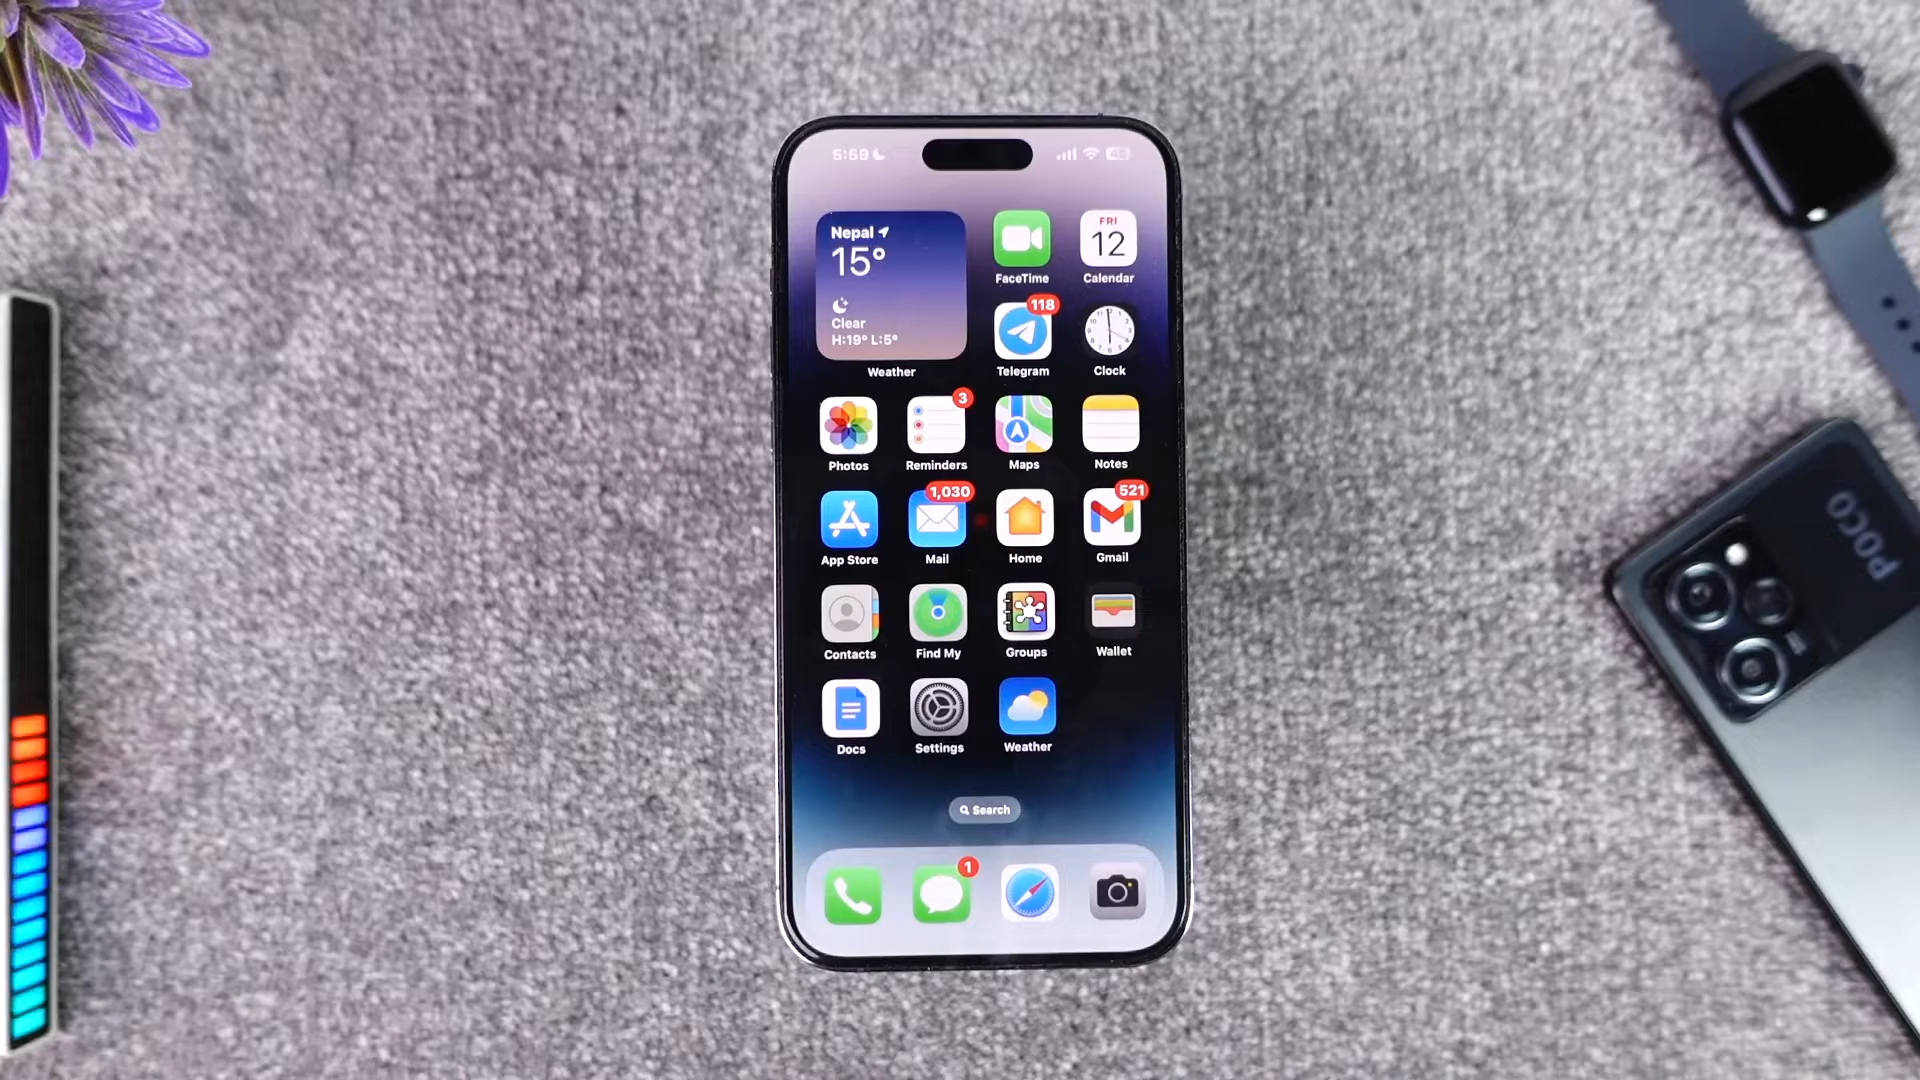 5:59
Nepal
15°
Clear
H:19° L:5°
Weather
FaceTime
FRI
12
Calendar
118
Telegram
Clock
Photos
3
Reminders
Maps
Notes
App Store
1,030
Mail
Home
521
Gmail
Contacts
Find My
Groups
Wallet
Docs
Settings
Weather
Search
1
POCO